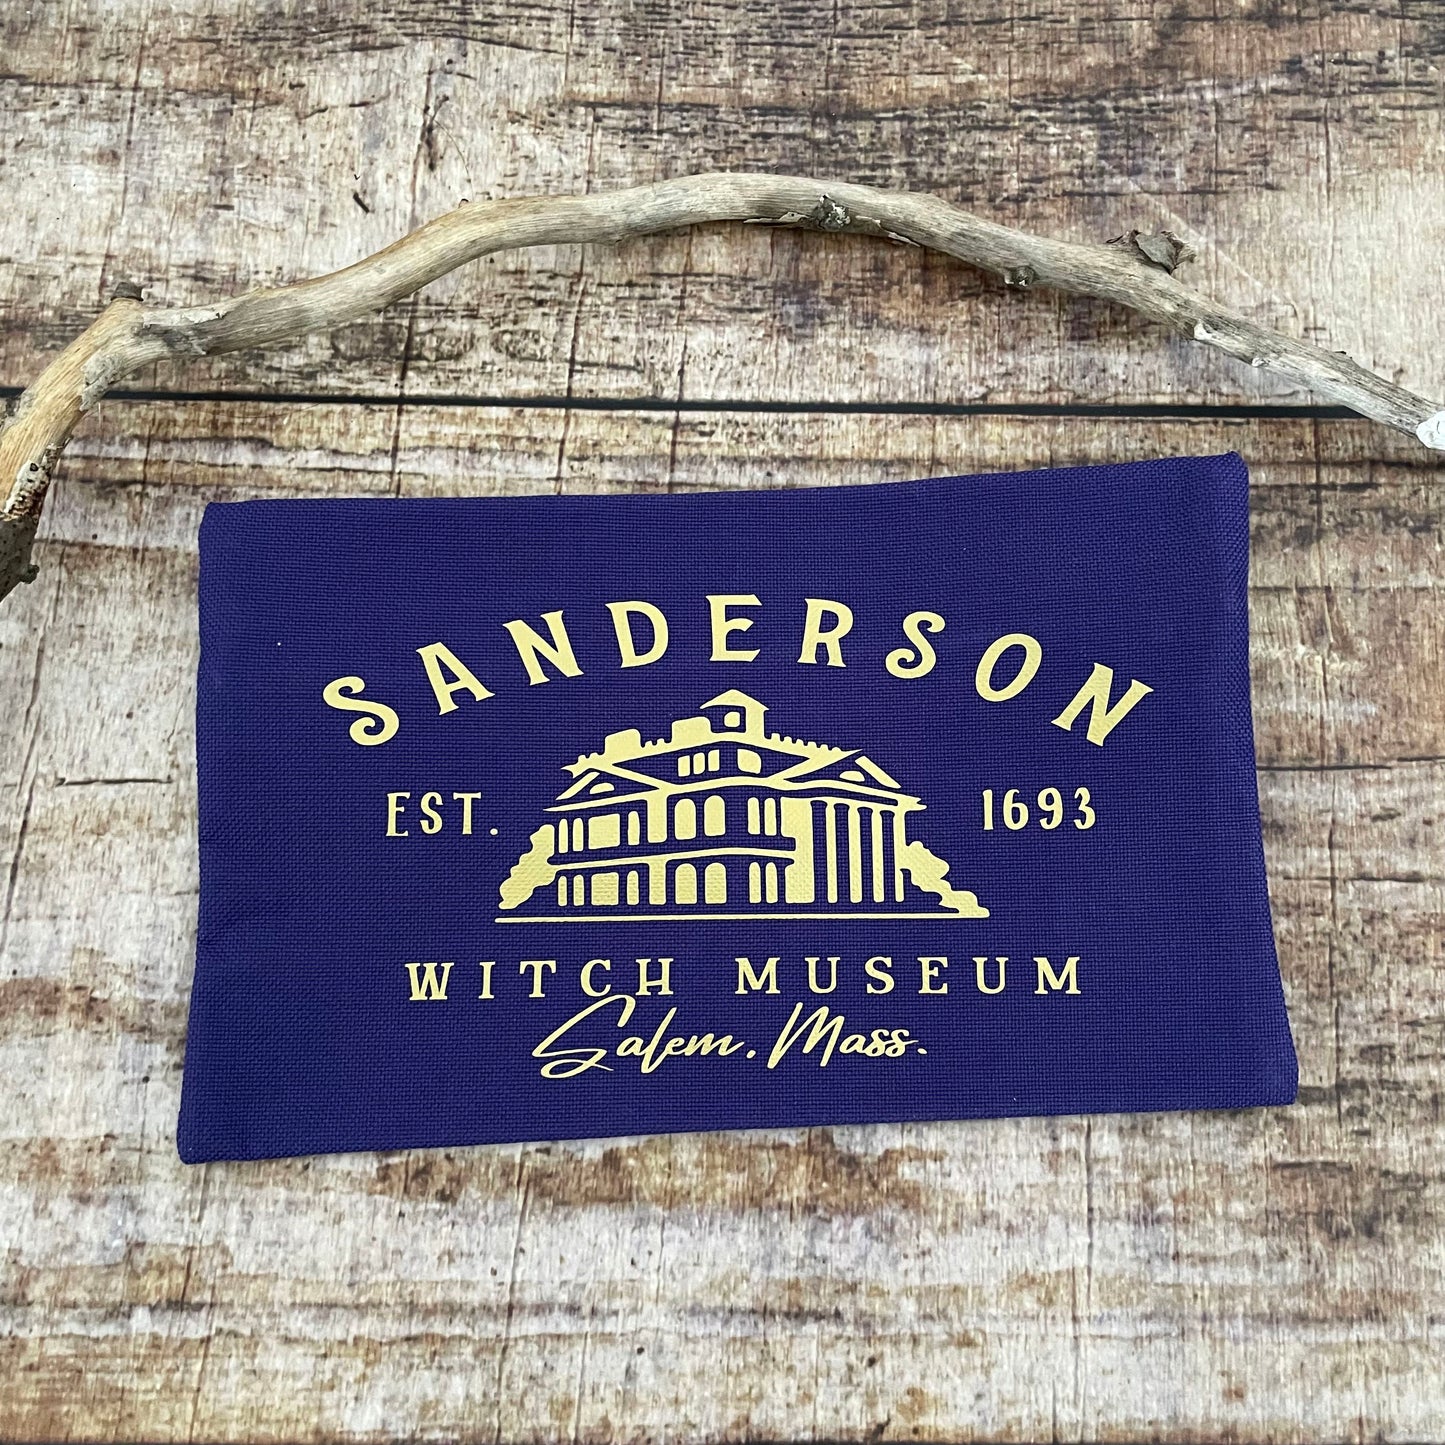 SANDERSON
EST. 1693
WITCH MUSEUM
Salem, Mass.